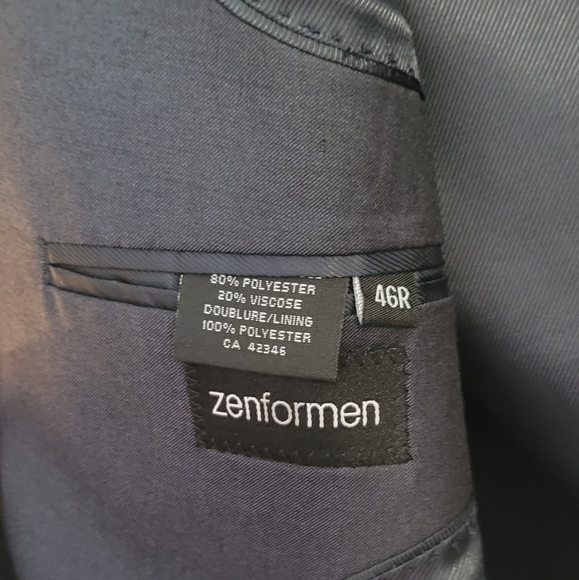 80% POLYESTER
20% VISCOSE
DOUBLURE/LINING
100% POLYESTER
CA 42346
46R
zenformen